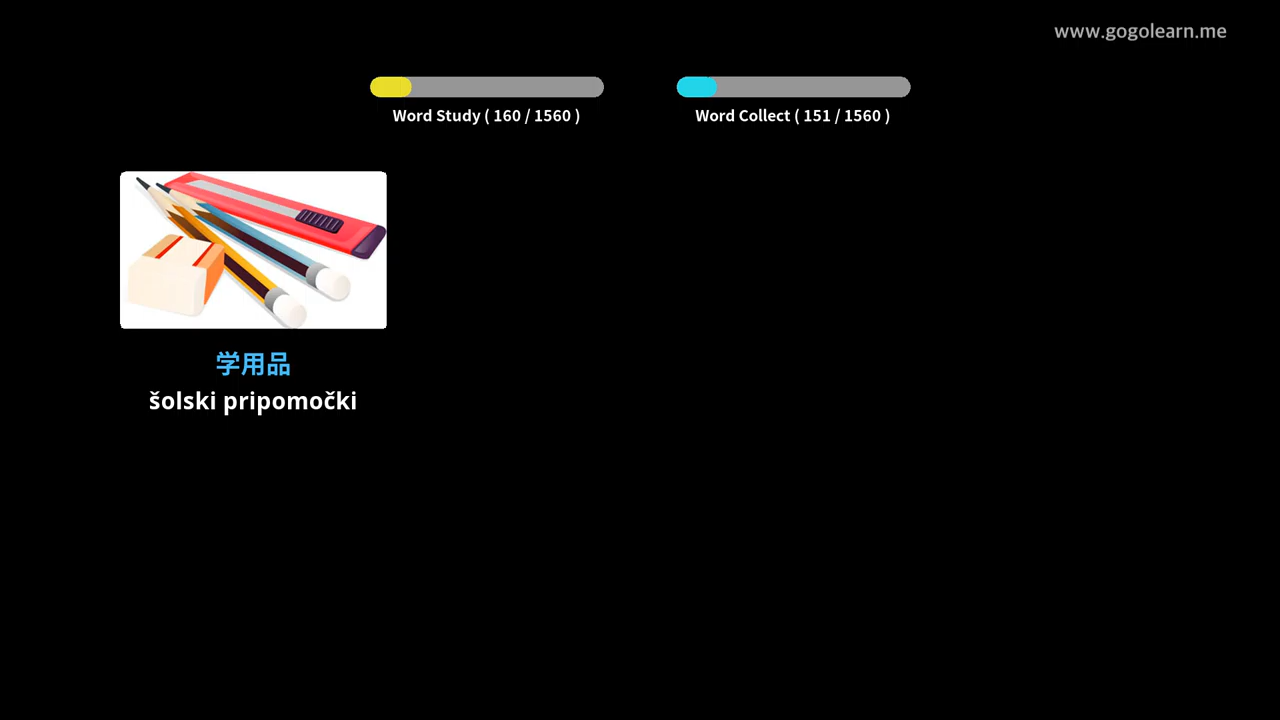 www.gogolearn.me
Word Study ( 160 / 1560 )
Word Collect ( 151 / 1560 )
学用品
šolski pripomočki